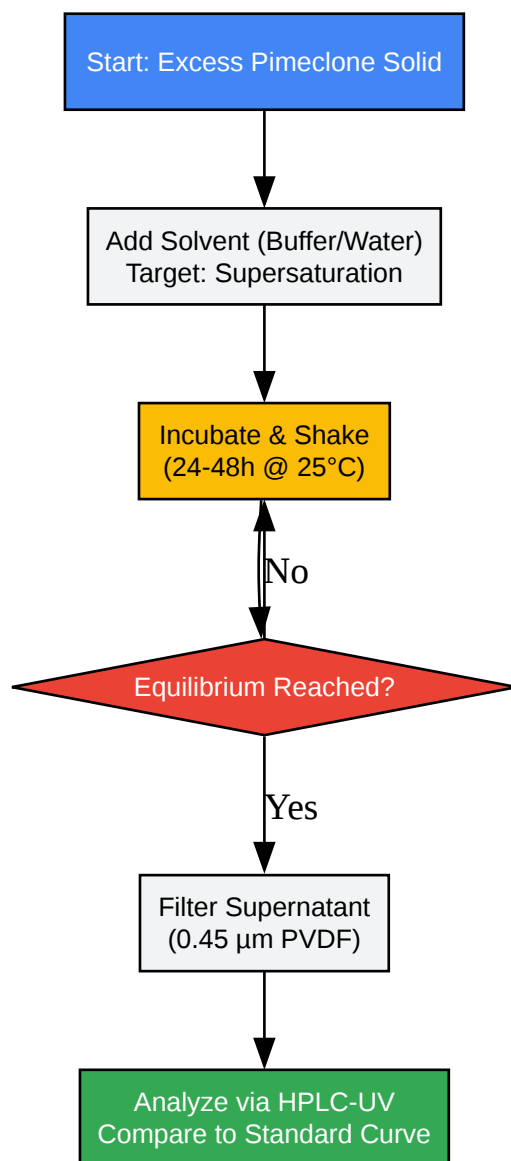 Start: Excess Pimeclone Solid
Add Solvent (Buffer/Water)
Target: Supersaturation
Incubate & Shake
(24-48h @ 25°C)
No
Equilibrium Reached?
Yes
Filter Supernatant
(0.45 µm PVDF)
Analyze via HPLC-UV
Compare to Standard Curve